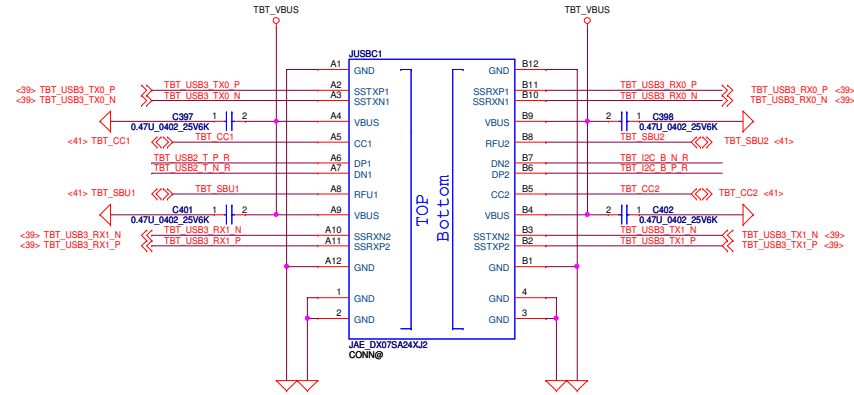 TBT_VBUS
TBT_VBUS
JUSBC1
A1 GND GND B12
<39> TBT_USB3_TX0_P TBT_USB3_TX0_P A2 SSTXP1 SSRXP1 B11 TBT_USB3_RX0_P TBT_USB3_RX0_P <39>
<39> TBT_USB3_TX0_N TBT_USB3_TX0_N A3 SSTXN1 SSRXN1 B10 TBT_USB3_RX0_N TBT_USB3_RX0_N <39>
C397 1 2 A4 VBUS VBUS B9 2 1 C398
0.47U_0402_25V6K 0.47U_0402_25V6K
<41> TBT_CC1 TBT_CC1 A5 CC1 RFU2 B8 TBT_SBU2 TBT_SBU2 <41>
TBT_USB2_T_P_R A6 DP1 DN2 B7 TBT_I2C_B_N_R
TBT_USB2_T_N_R A7 DN1 DP2 B6 TBT_I2C_B_P_R
<41> TBT_SBU1 TBT_SBU1 A8 RFU1 CC2 B5 TBT_CC2 TBT_CC2 <41>
TOP
Bottom
C401 1 2 A9 VBUS VBUS B4 2 1 C402
0.47U_0402_25V6K 0.47U_0402_25V6K
<39> TBT_USB3_RX1_N TBT_USB3_RX1_N A10 SSRXN2 SSTXN2 B3 TBT_USB3_TX1_N TBT_USB3_TX1_N <39>
<39> TBT_USB3_RX1_P TBT_USB3_RX1_P A11 SSRXP2 SSTXP2 B2 TBT_USB3_TX1_P TBT_USB3_TX1_P <39>
A12 GND GND B1
1 GND GND 4
2 GND GND 3
JAE_DX07SA24XJ2
CONN@